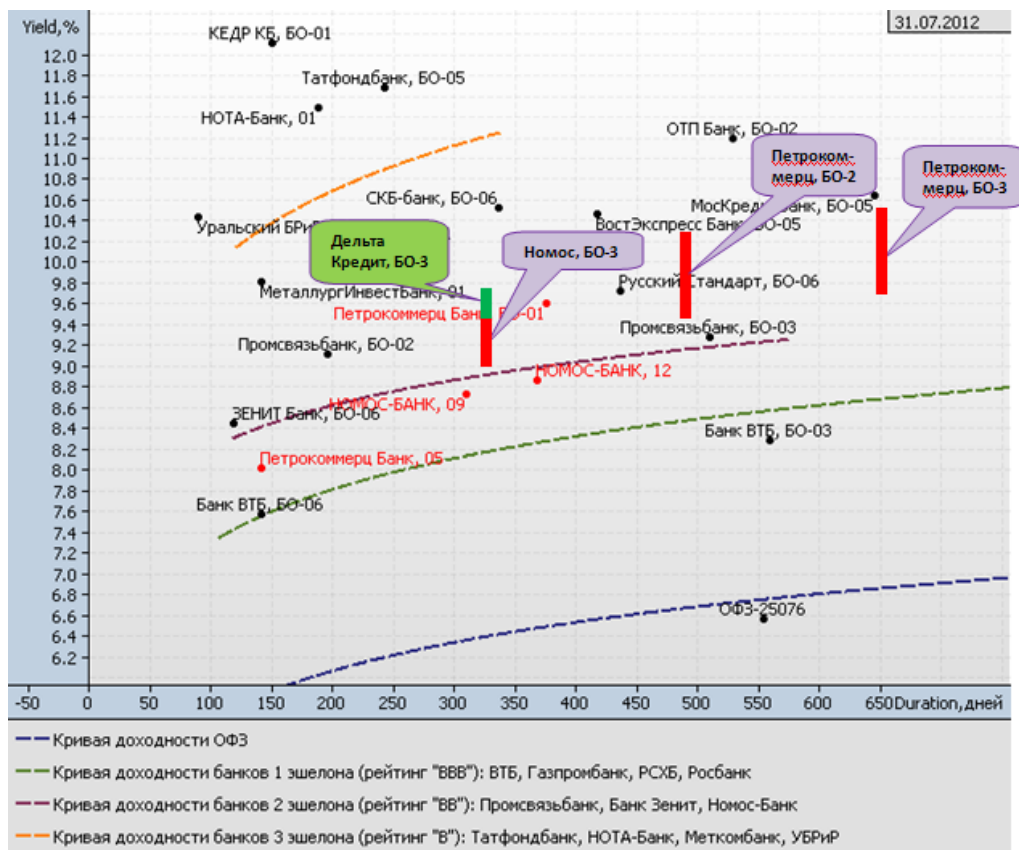 Yield,%
31.07.2012
КЕДР КБ, БО-01
12.0
11.8
Татфондбанк, БО-05
11.6
НОТА-Банк, 01
11.4
ОТП Банк, БО-02
11.2
11.0
10.8
10.6
10.4
10.2
10.0
9.8
9.6
9.4
9.2
9.0
8.8
8.6
8.4
8.2
8.0
7.8
7.6
7.4
7.2
7.0
6.8
6.6
6.4
6.2
Петроком-
мерц, БО-2
Петроком-
мерц, БО-3
СКБ-банк, БО-06
БО-05
Уральский
ВостЭкспресс Банк, БО-05
Дельта
Кредит, БО-3
Номос, БО-3
МеталлургИнвестБанк, 01
Русский Стандарт, БО-06
Петрокоммерц Банк, БО-01
Промсвязьбанк, БО-03
Промсвязьбанк, БО-02
НОМОС-БАНК, 12
НОМОС-БАНК, 09
ЗЕНИТ Банк, БО-06
Банк ВТБ, БО-03
Петрокоммерц Банк, 05
Банк ВТБ, БО-06
ОФЗ-25076
-50 0 50 100 150 200 250 300 350 400 450 500 550 600 650 Duration, дней
Кривая доходности ОФЗ
Кривая доходности банков 1 эшелона (рейтинг "BBB"): ВТБ, Газпромбанк, РСХБ, Росбанк
Кривая доходности банков 2 эшелона (рейтинг "BB"): Промсвязьбанк, Банк Зенит, Номос-Банк
Кривая доходности банков 3 эшелона (рейтинг "B"): Татфондбанк, НОТА-Банк, Меткомбанк, УБРиР